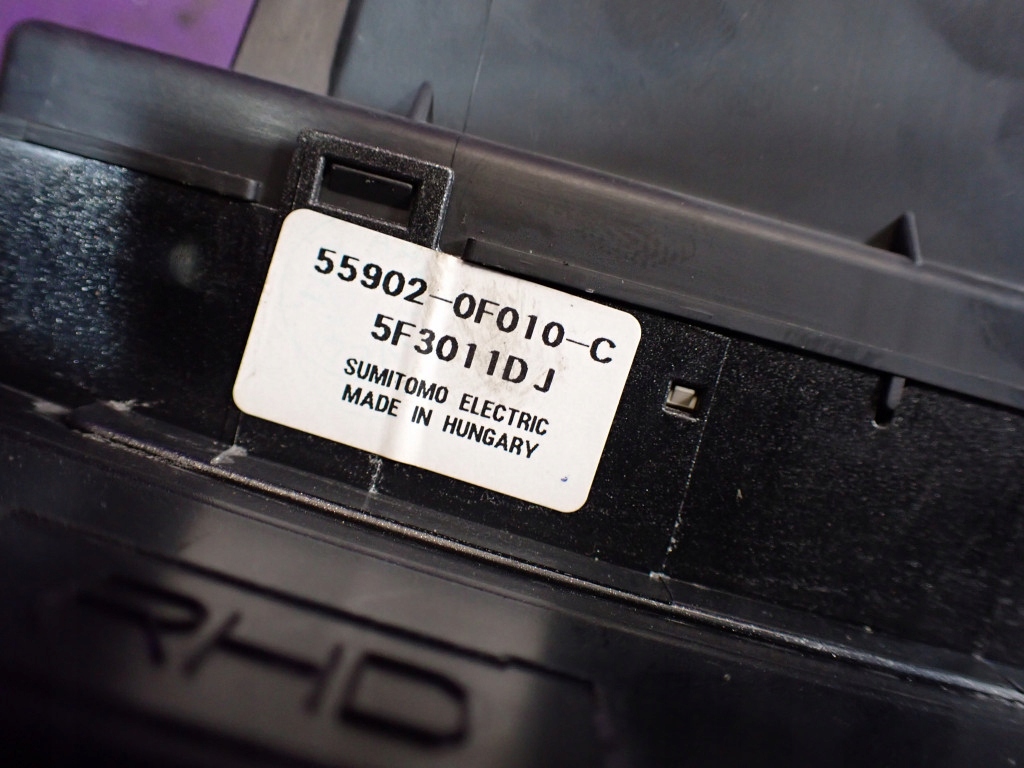 55902-0F010-C
5F3011DJ
SUMITOMO ELECTRIC
MADE IN HUNGARY
RHD